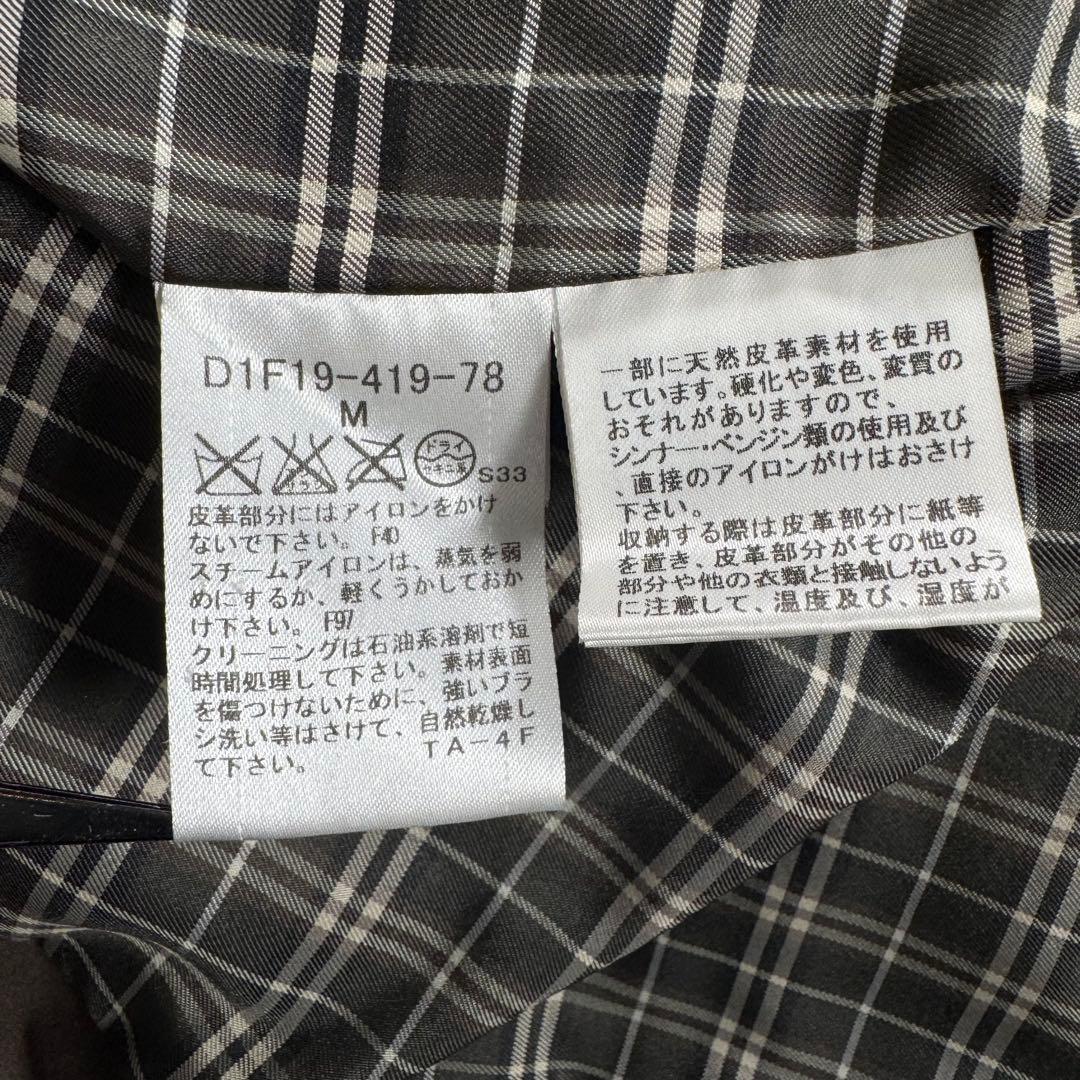 D1F19-419-78
M
ドライ
セキユ系
S33
皮革部分にはアイロンをかけ
ないで下さい。F40
スチームアイロンは、蒸気を弱
めにするか、軽くうかしておか
け下さい。F97
クリーニングは石油系溶剤で短
時間処理して下さい。素材表面
を傷つけないために、強いブラ
シ洗い等はさけて、自然乾燥し
て下さい。 TA-4F
一部に天然皮革素材を使用
しています。硬化や変色、変質の
おそれがありますので、
シンナー・ベンジン類の使用及び
、直接のアイロンがけはおさけ
下さい。
収納する際は皮革部分に紙等
を置き、皮革部分がその他の
部分や他の衣類と接触しないよう
に注意して、温度及び、湿度が